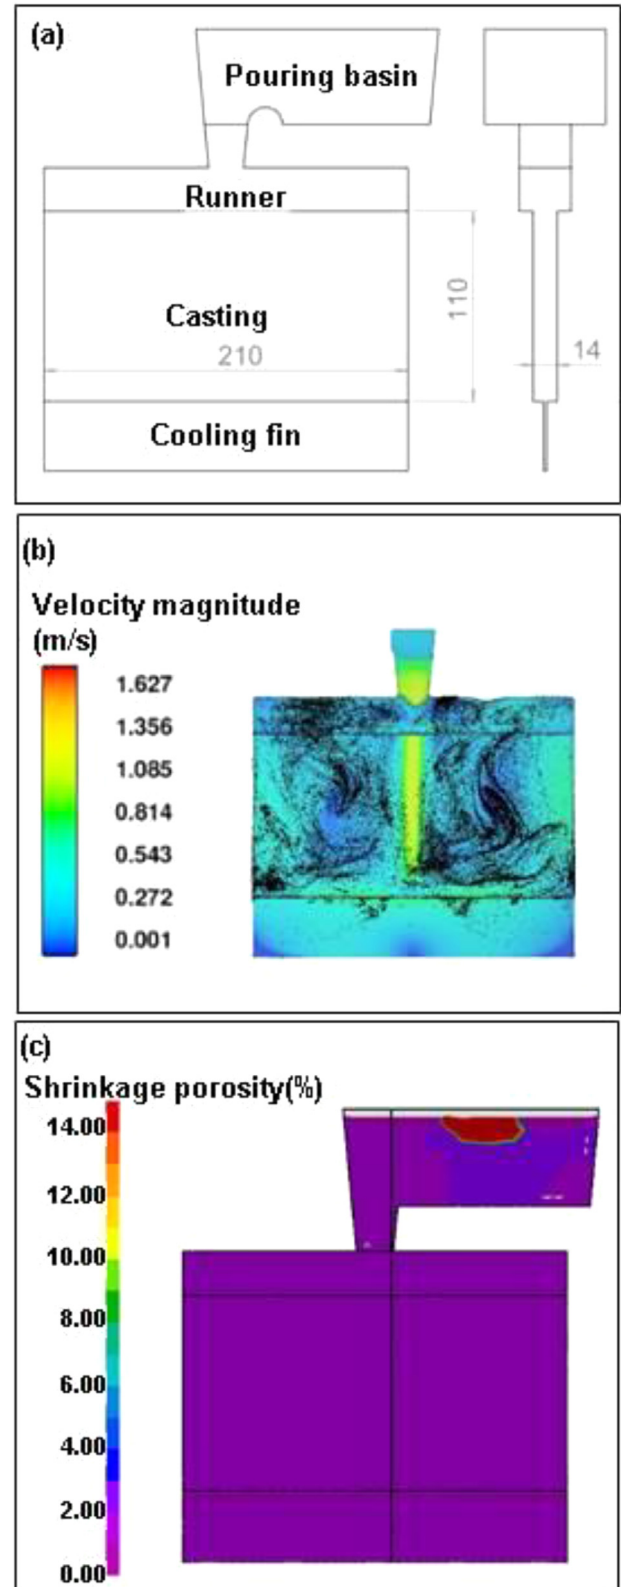 (a)
Pouring basin
Runner
Casting
110
14
210
Cooling fin
(b)
Velocity magnitude
(m/s)
1.627
1.356
1.085
0.814
0.543
0.272
0.001
(c)
Shrinkage porosity(%)
14.00
12.00
10.00
8.00
6.00
4.00
2.00
0.00